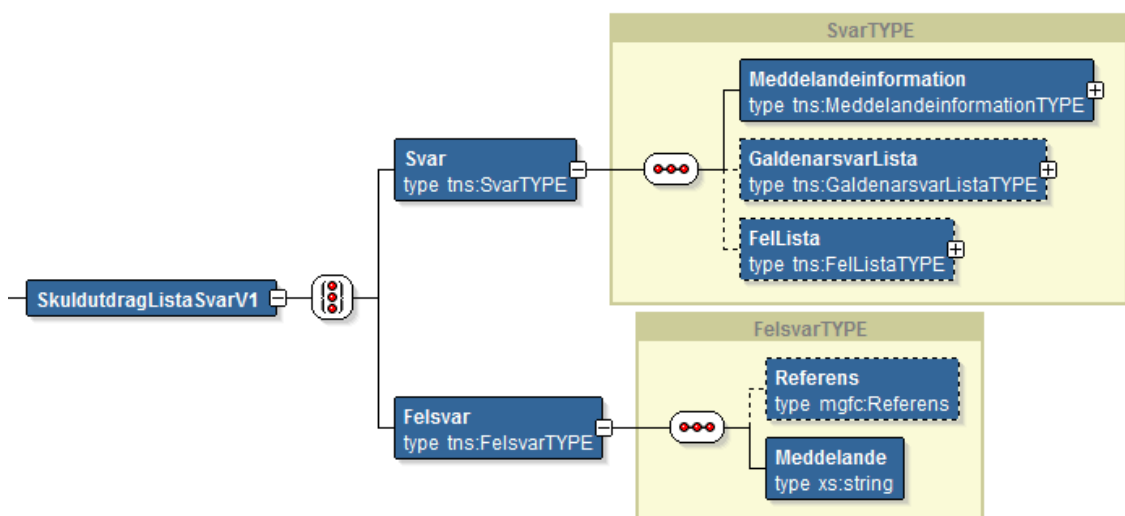 SvarTYPE
Meddelandeinformation
type tns:MeddelandeinformationTYPE
Svar
type tns:SvarTYPE
GaldenarsvarLista
type tns:GaldenarsvarListaTYPE
FelLista
type tns:FelListaTYPE
SkuldutdragListaSvarV1
FelsvarTYPE
Referens
type mgfc:Referens
Felsvar
type tns:FelsvarTYPE
Meddelande
type xs:string